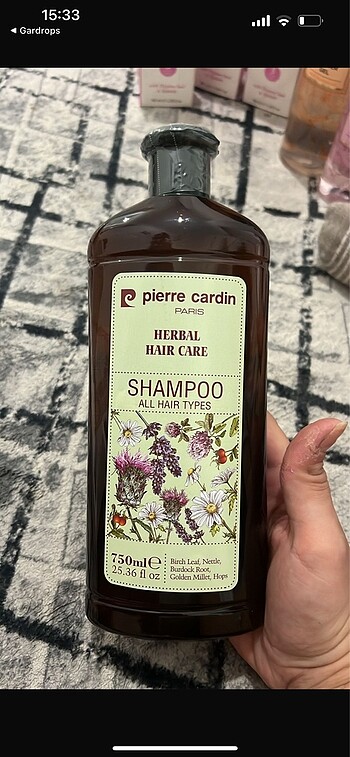 15:33
◀ Gardrops
pierre cardin
PARIS
HERBAL
HAIR CARE
SHAMPOO
ALL HAIR TYPES
750ml ℮
25.36 fl oz
Birch Leaf, Nettle,
Burdock Root,
Golden Millet, Hops